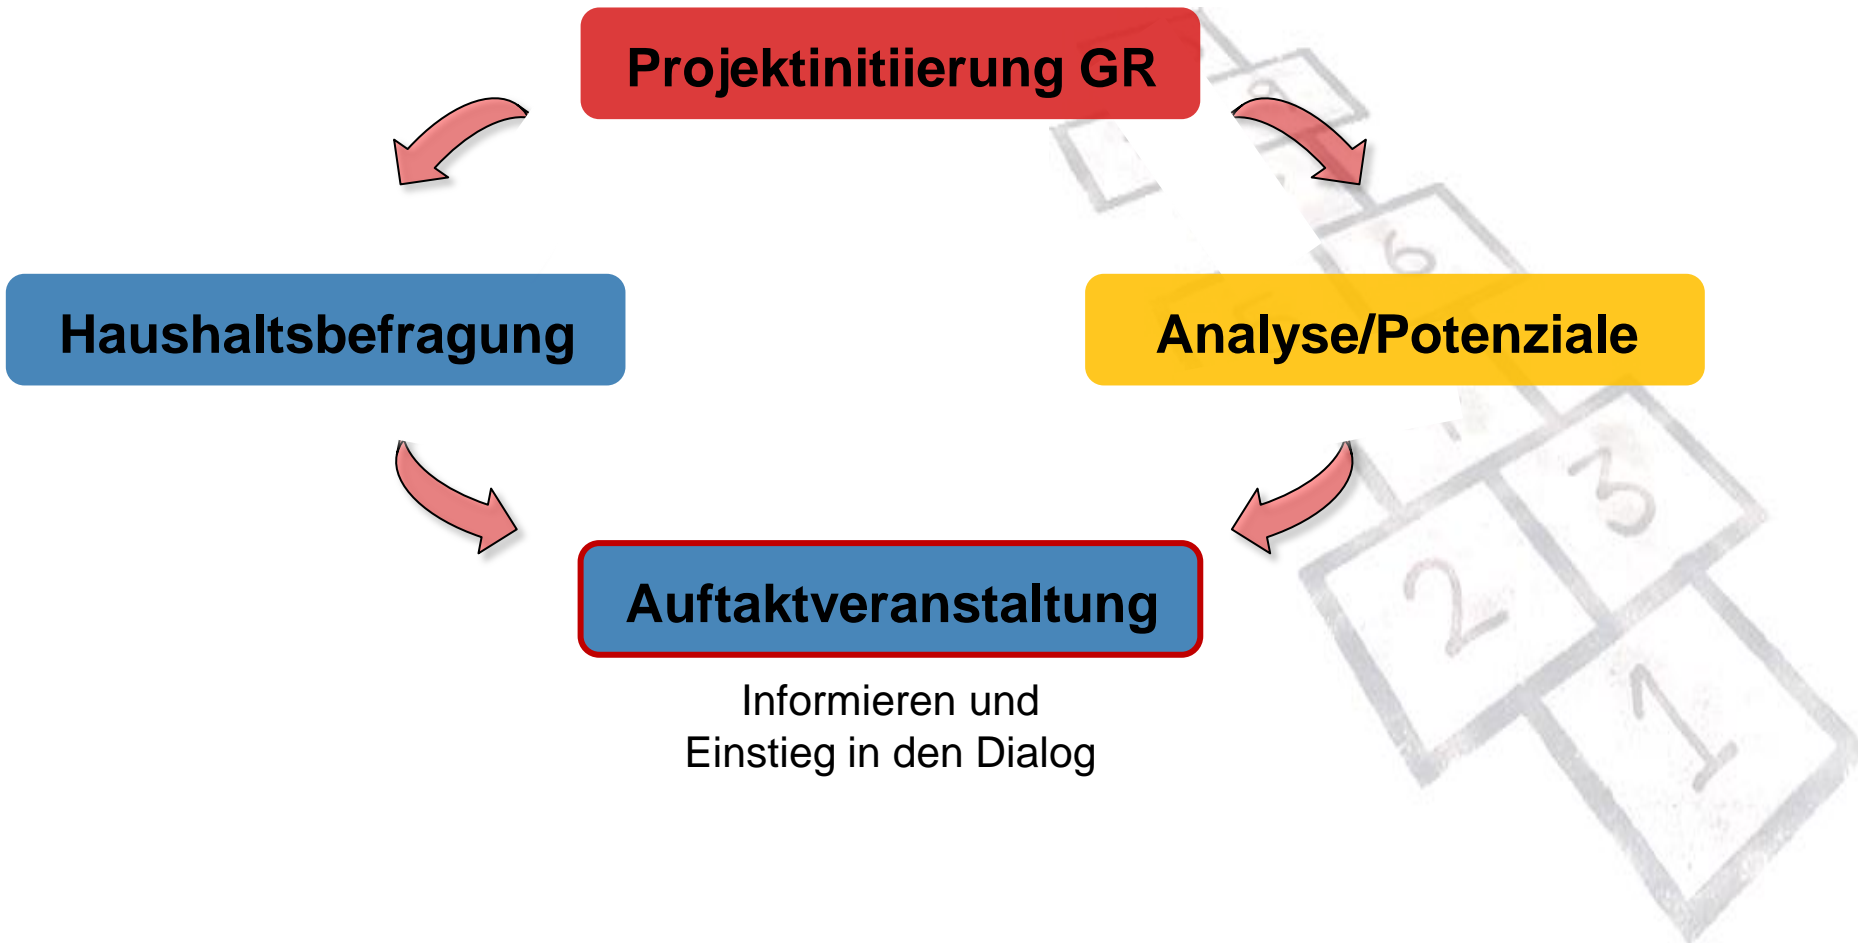 Projektinitiierung GR
Haushaltsbefragung
Analyse/Potenziale
Auftaktveranstaltung
Informieren und
Einstieg in den Dialog
6
3
2
1